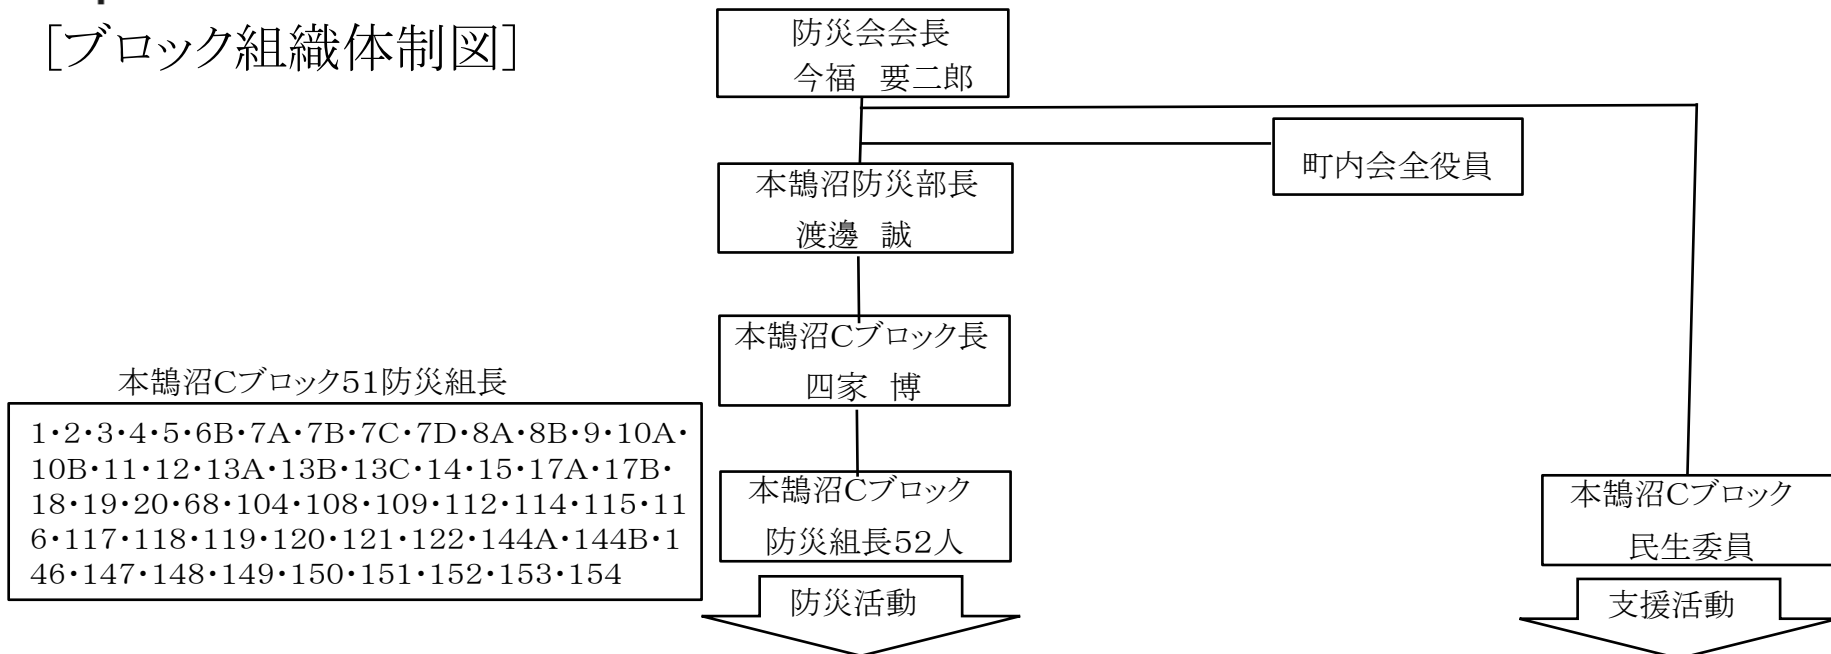 [ブロック組織体制図]
防災会会長
今福 要二郎
町内会全役員
本鵠沼防災部長
渡邊 誠
本鵠沼Cブロック長
四家 博
本鵠沼Cブロック51防災組長
1・2・3・4・5・6B・7A・7B・7C・7D・8A・8B・9・10A・
10B・11・12・13A・13B・13C・14・15・17A・17B・
18・19・20・68・104・108・109・112・114・115・11
6・117・118・119・120・121・122・144A・144B・1
46・147・148・149・150・151・152・153・154
本鵠沼Cブロック
防災組長52人
防災活動
本鵠沼Cブロック
民生委員
支援活動